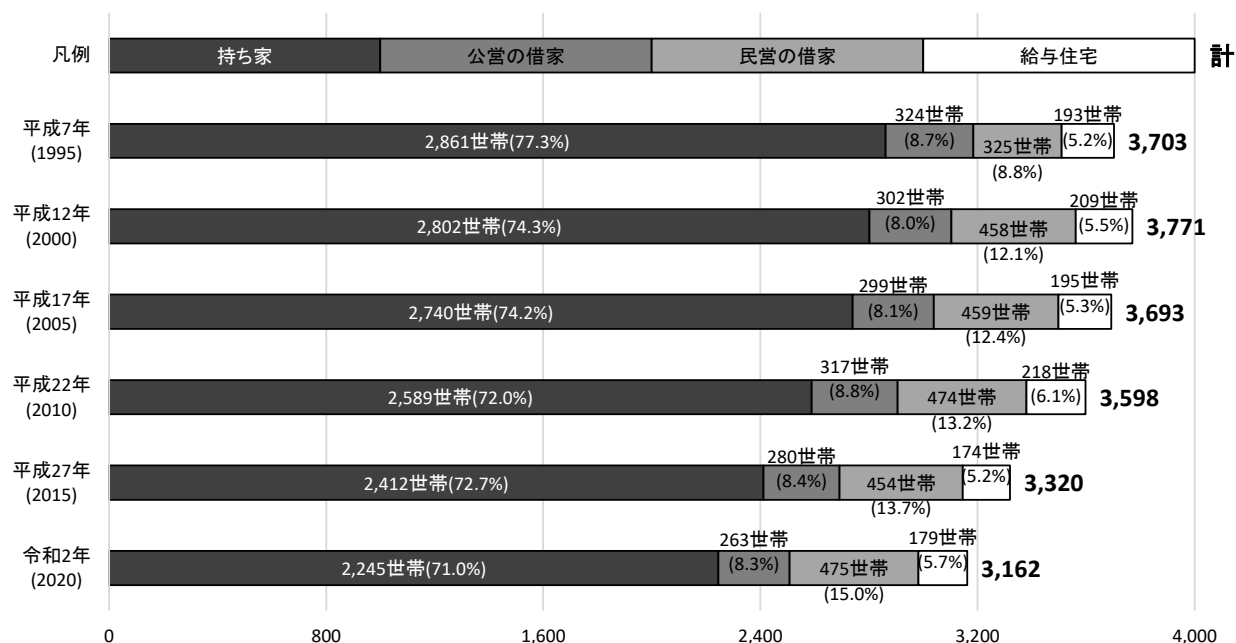 凡例 持ち家 公営の借家 民営の借家 給与住宅 計
平成7年
(1995)
2,861世帯(77.3%)
324世帯
(8.7%)
325世帯
(8.8%)
193世帯
(5.2%)
3,703
平成12年
(2000)
2,802世帯(74.3%)
302世帯
(8.0%)
458世帯
(12.1%)
209世帯
(5.5%)
3,771
平成17年
(2005)
2,740世帯(74.2%)
299世帯
(8.1%)
459世帯
(12.4%)
195世帯
(5.3%)
3,693
平成22年
(2010)
2,589世帯(72.0%)
317世帯
(8.8%)
474世帯
(13.2%)
218世帯
(6.1%)
3,598
平成27年
(2015)
2,412世帯(72.7%)
280世帯
(8.4%)
454世帯
(13.7%)
174世帯
(5.2%)
3,320
令和2年
(2020)
2,245世帯(71.0%)
263世帯
(8.3%)
475世帯
(15.0%)
179世帯
(5.7%)
3,162
0 800 1,600 2,400 3,200 4,000